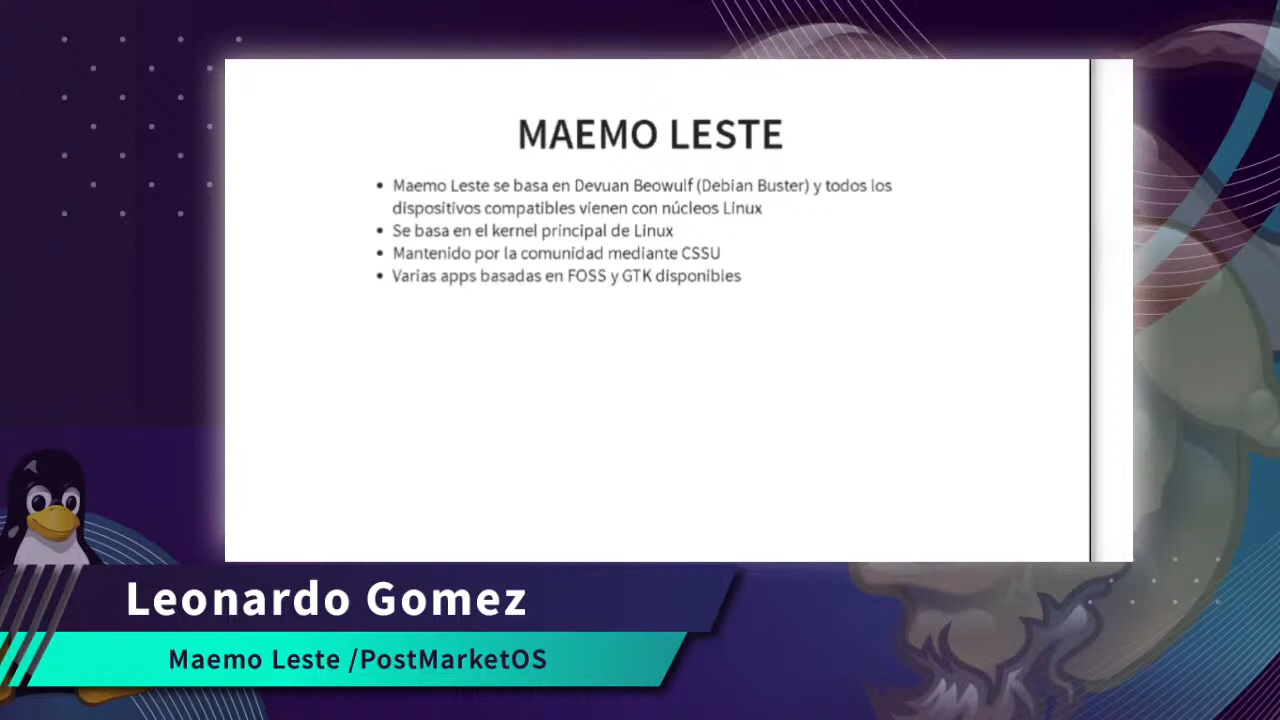 MAEMO LESTE
• Maemo Leste se basa en Devuan Beowulf (Debian Buster) y todos los
dispositivos compatibles vienen con núcleos Linux
• Se basa en el kernel principal de Linux
• Mantenido por la comunidad mediante CSSU
• Varias apps basadas en FOSS y GTK disponibles
Leonardo Gomez
Maemo Leste /PostMarketOS